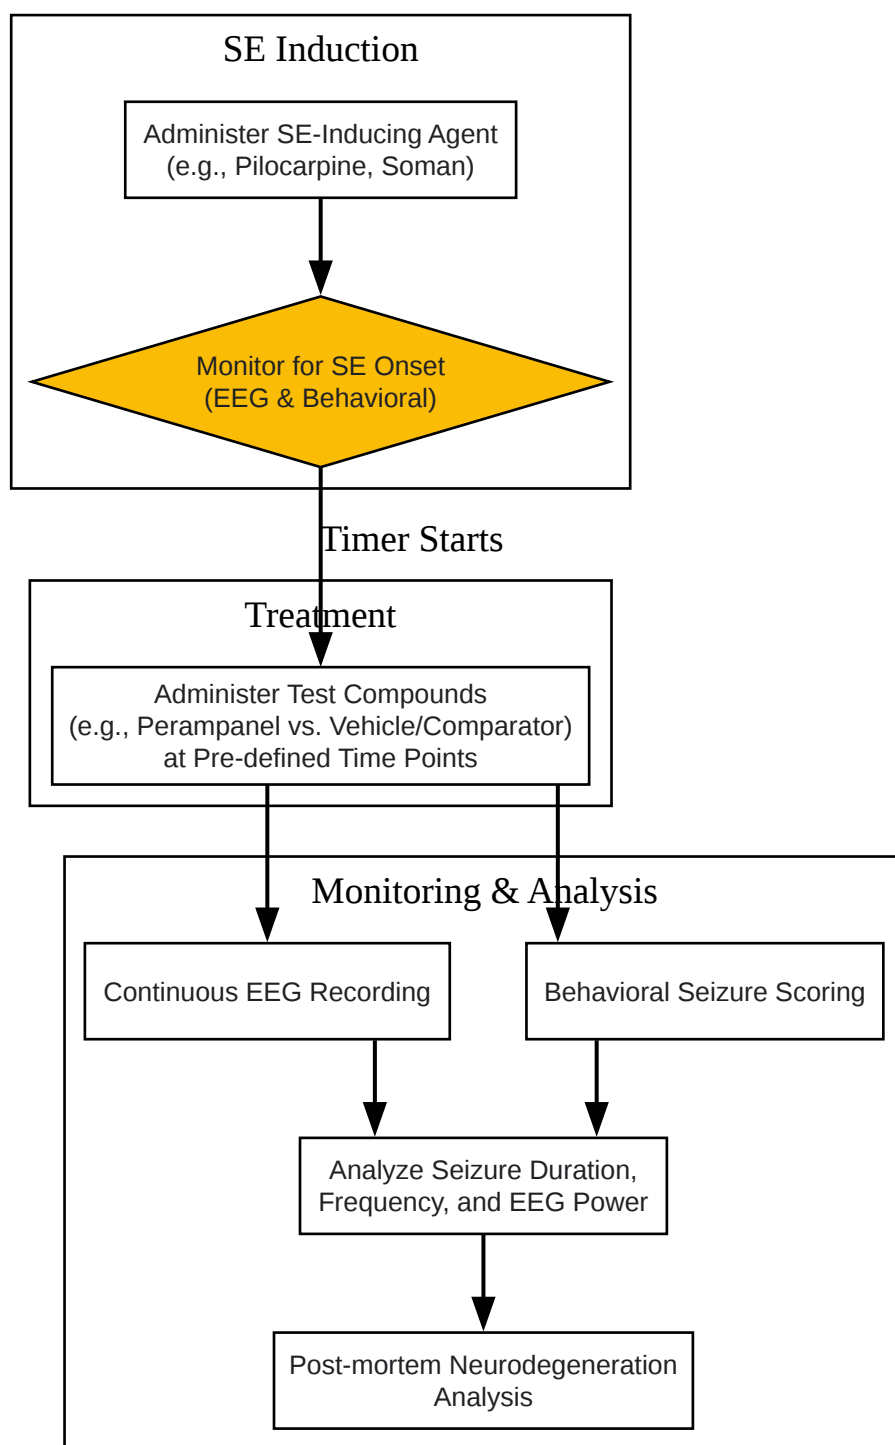 SE Induction
Administer SE-Inducing Agent
(e.g., Pilocarpine, Soman)
Monitor for SE Onset
(EEG & Behavioral)
Timer Starts
Treatment
Administer Test Compounds
(e.g., Perampanel vs. Vehicle/Comparator)
at Pre-defined Time Points
Monitoring & Analysis
Continuous EEG Recording
Behavioral Seizure Scoring
Analyze Seizure Duration,
Frequency, and EEG Power
Post-mortem Neurodegeneration
Analysis